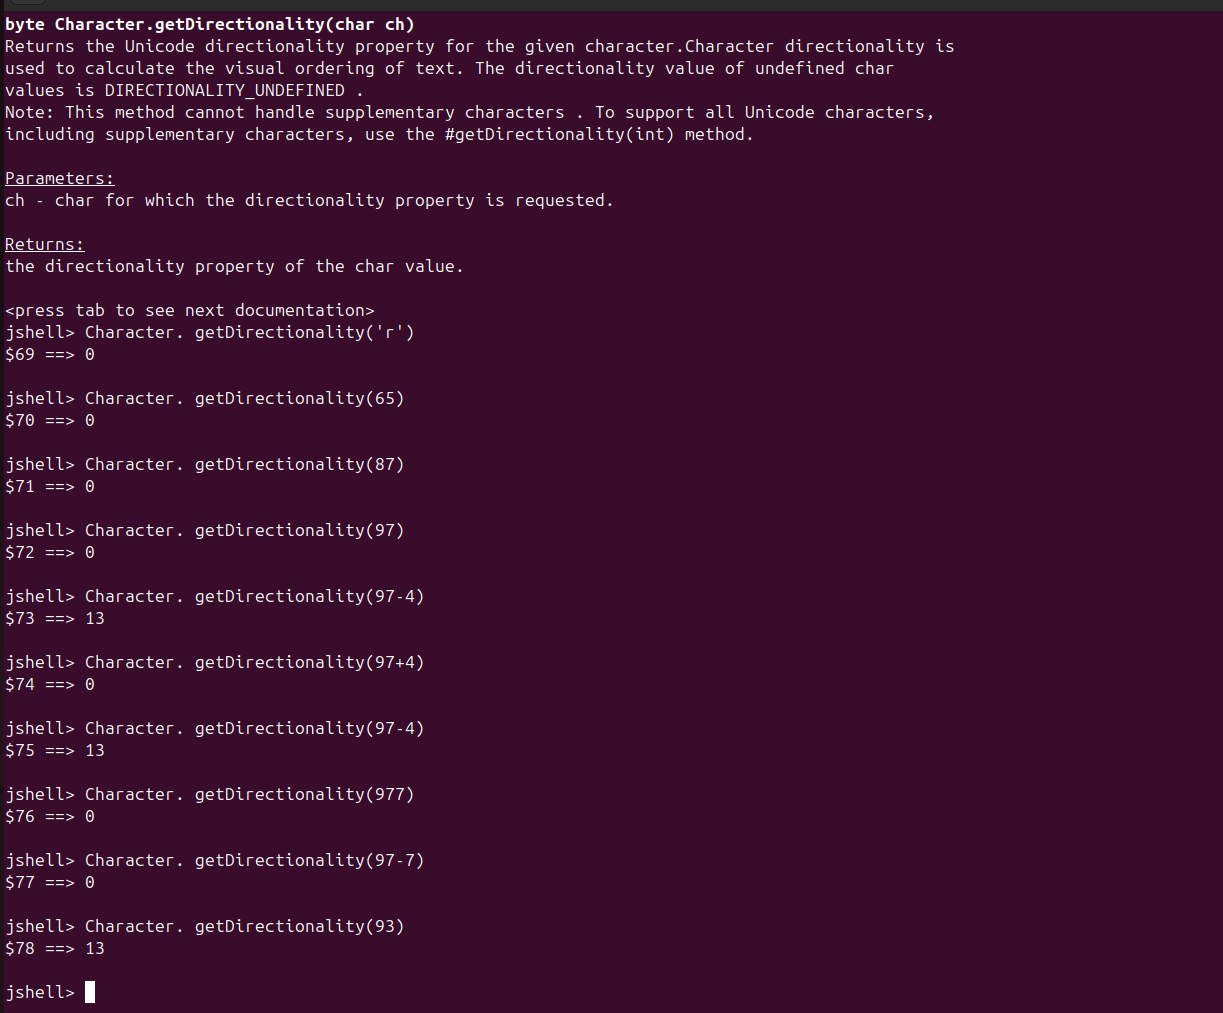 byte Character.getDirectionality(char ch)
Returns the Unicode directionality property for the given character.Character directionality is
used to calculate the visual ordering of text. The directionality value of undefined char
values is DIRECTIONALITY_UNDEFINED .
Note: This method cannot handle supplementary characters . To support all Unicode characters,
including supplementary characters, use the #getDirectionality(int) method.
Parameters:
ch - char for which the directionality property is requested.
Returns:
the directionality property of the char value.
<press tab to see next documentation>
jshell> Character. getDirectionality('r')
$69 ==> 0
jshell> Character. getDirectionality(65)
$70 ==> 0
jshell> Character. getDirectionality(87)
$71 ==> 0
jshell> Character. getDirectionality(97)
$72 ==> 0
jshell> Character. getDirectionality(97-4)
$73 ==> 13
jshell> Character. getDirectionality(97+4)
$74 ==> 0
jshell> Character. getDirectionality(97-4)
$75 ==> 13
jshell> Character. getDirectionality(977)
$76 ==> 0
jshell> Character. getDirectionality(97-7)
$77 ==> 0
jshell> Character. getDirectionality(93)
$78 ==> 13
jshell>